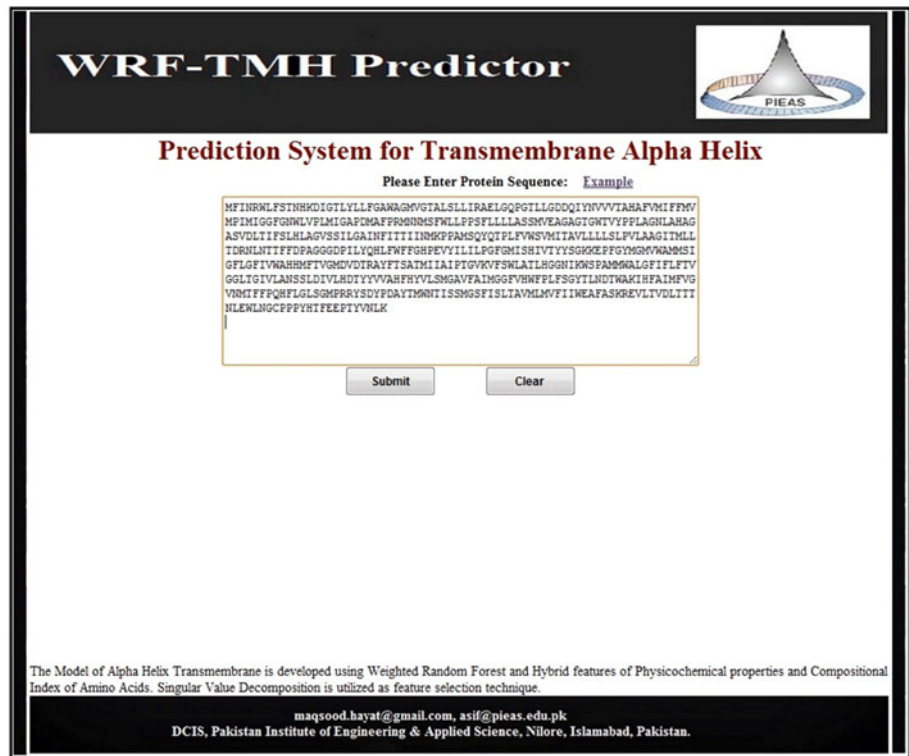 WRF-TMH Predictor
PIEAS
Prediction System for Transmembrane Alpha Helix
Please Enter Protein Sequence: Example
MFINRWLFSTNHKDIGTLYLLFGAWAGMVGTALSLLIRAELGQPGTLLGDDQIYNVVVTAHAFVMIFFMV
MPIMIGGFGNWLVPLMIGAPDMAFPRMNNMSFWLLPPSFLLLLASSMVEAGAGTGWTVYPPLAGNLAHAG
ASVDLTIFSLHLAGVSSILGAINFITTIINMKPPAMSQYQTPLFVWSVMITAVLLLLSLPVLAAGITMLL
TDRNLNTTFFDPAGGGDPILYQHLFWFFGHPEVYILILPGFGMISHIVTYYSGKKEPFGYMGMVWAMMSI
GFLGFIVWAHHMFTVGMDVDTRAYFTSATMIIAIPTGVKVFSWLATLHGGNIKWSPAMMWALGFIFLFTV
GGLTGIVLANSSLDIVLHDTYYVVAHFHYVLSMGAVFAIMGGFVHWFPLFSGYTLNDTWAKIHFAIMFVG
VNMTFFPQHFLGLSGMPRRYSDYPDAYTMWNTISSMGSFISLTAVMLMVFIIWEAFASKREVLTVDLTTT
NLEWLNGCPPPYHTFEEPTYVNLK
Submit Clear
The Model of Alpha Helix Transmembrane is developed using Weighted Random Forest and Hybrid features of Physicochemical properties and Compositional
Index of Amino Acids. Singular Value Decomposition is utilized as feature selection technique.
maqsood.hayat@gmail.com, asif@pieas.edu.pk
DCIS, Pakistan Institute of Engineering & Applied Science, Nilore, Islamabad, Pakistan.